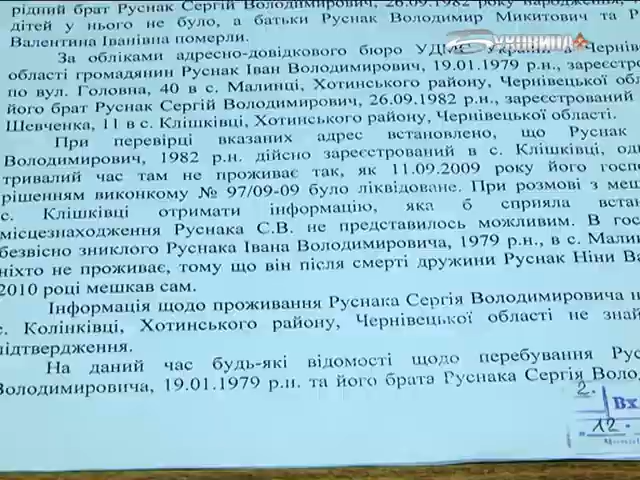 рідний брат Руснак Сергій Володимирович, 26.09.1982 року народження,
дітей у нього не було, а батьки Руснак Володимир Микитович та Р
Валентина Іванівна померли.
За обліками адресно-довідкового бюро УДМС України в Черніве
області громадянин Руснак Іван Володимирович, 19.01.1979 р.н., зареєстро
по вул. Головна, 40 в с. Малинці, Хотинського району, Чернівецької обл
його брат Руснак Сергій Володимирович, 26.09.1982 р.н., зареєстрований
Шевченка, 11 в с. Клішківці, Хотинського району, Чернівецької області.
При перевірці вказаних адрес встановлено, що Руснак
Володимирович, 1982 р.н. дійсно зареєстрований в с. Клішківці, одн
тривалий час там не проживає так, як 11.09.2009 року його госп
рішенням виконкому № 97/09-09 було ліквідоване. При розмові з меш
с. Клішківці отримати інформацію, яка б сприяла встан
місцезнаходження Руснака С.В. не представилось можливим. В гос
безвісно зниклого Руснака Івана Володимировича, 1979 р.н., в с. Малин
ніхто не проживає, тому що він після смерті дружини Руснак Ніни Ва
2010 році мешкав сам.
Інформація щодо проживання Руснака Сергія Володимировича н
с. Колінківці, Хотинського району, Чернівецької області не знай
підтвердження.
На даний час будь-які відомості щодо перебування Рус
Володимировича, 19.01.1979 р.н. та його брата Руснака Сергія Волод
2.
Вх
"12"